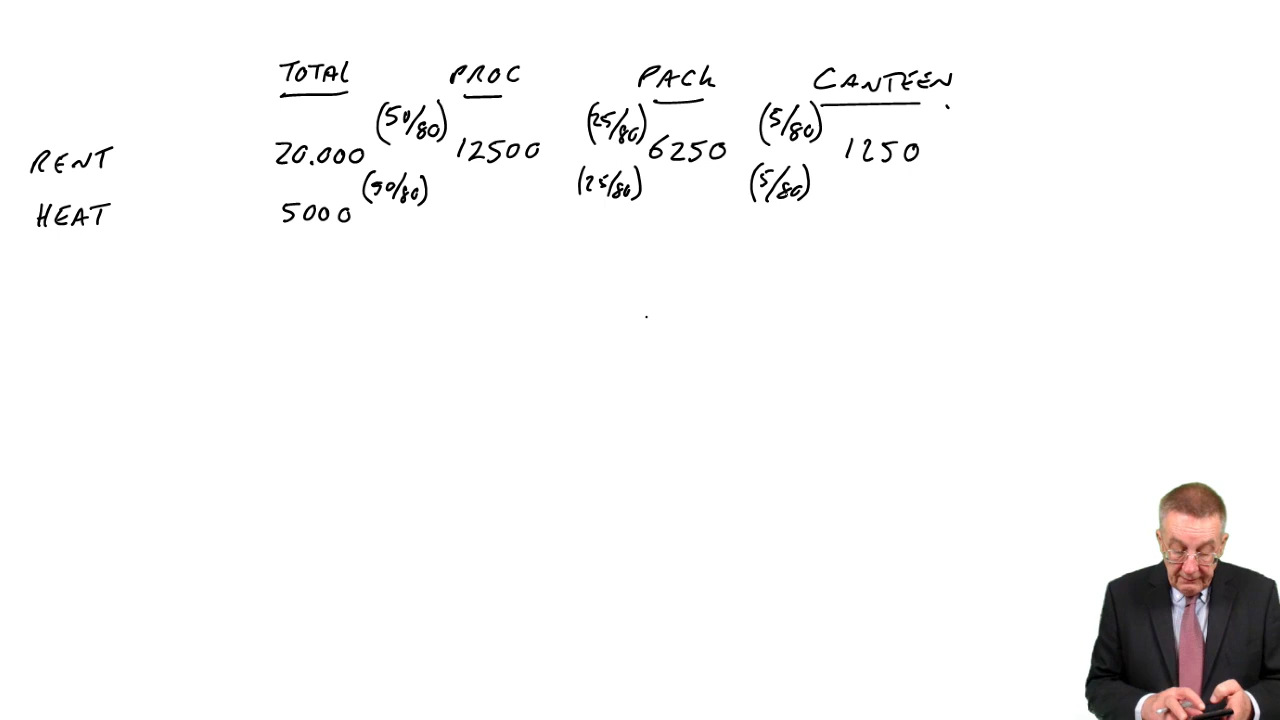 TOTAL PROC PACK CANTEEN
(50/80) (25/80) (5/80)
RENT 20.000 12500 6250 1250
(50/80) (25/80) (5/80)
HEAT 5000